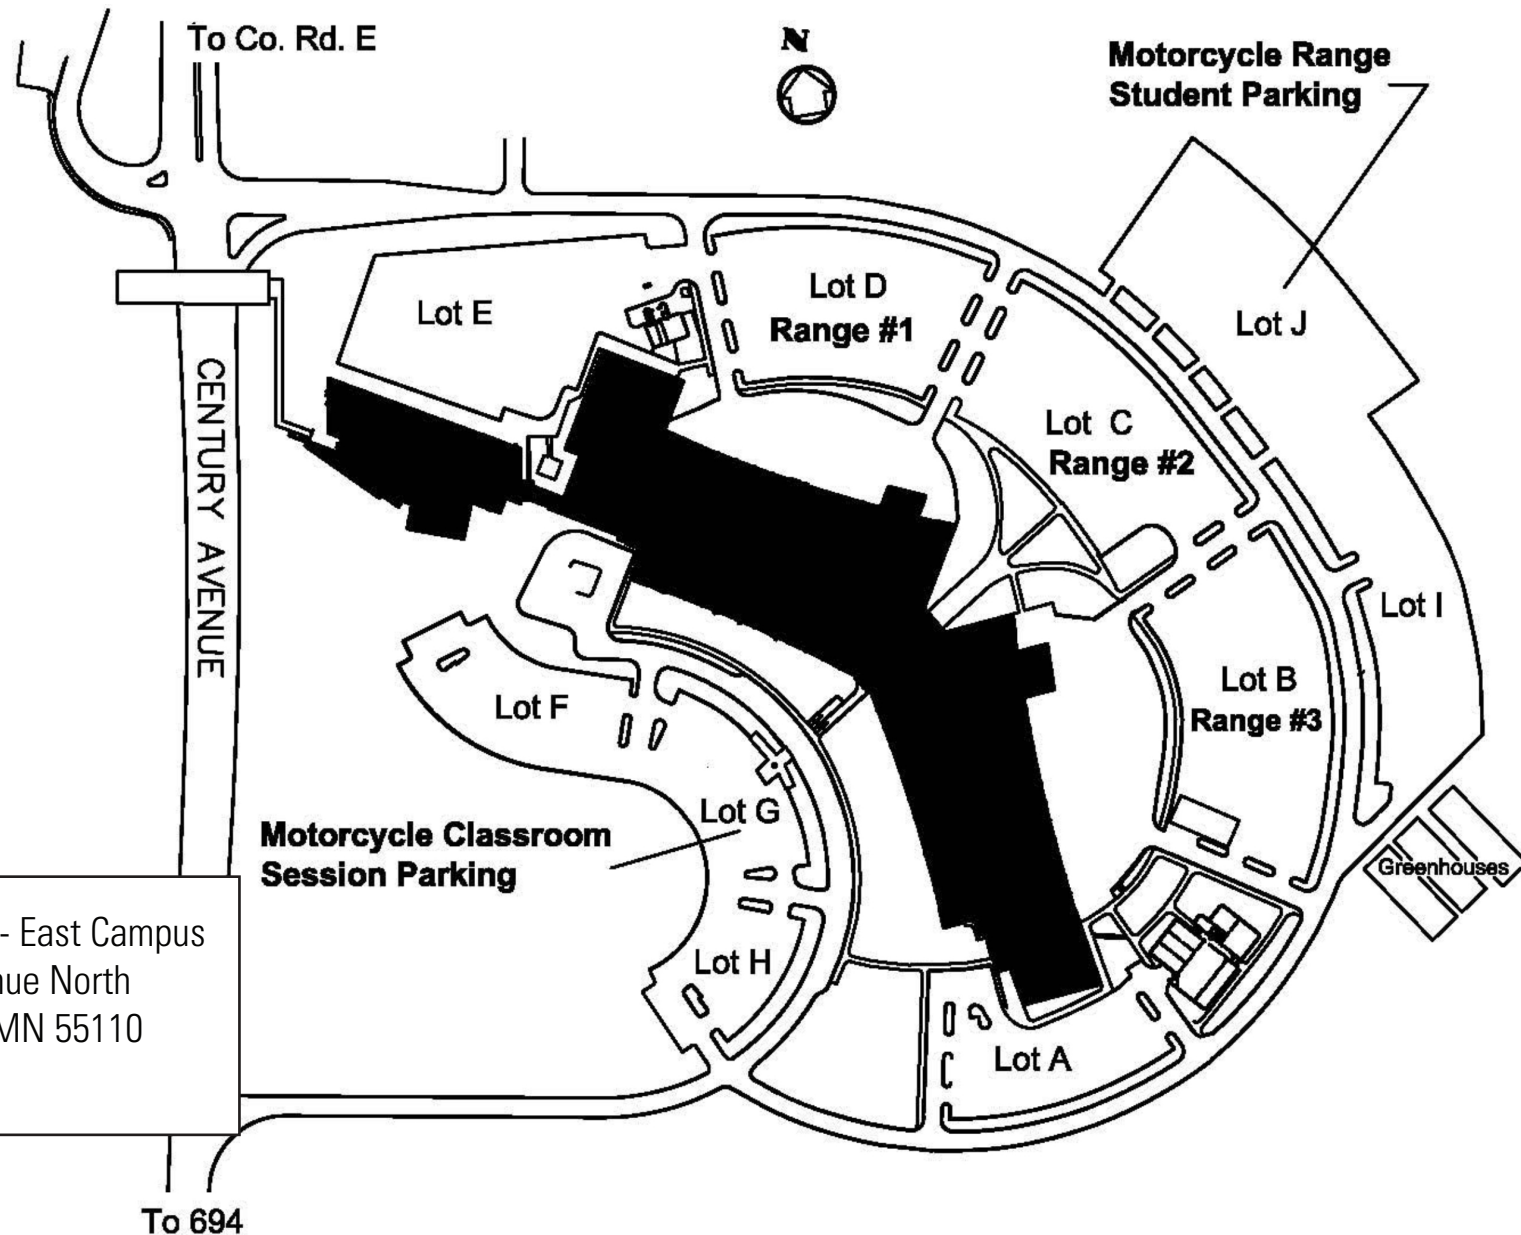 To Co. Rd. E
N
Motorcycle Range
Student Parking
Lot D
Range #1
Lot E
Lot J
Lot C
Range #2
CENTURY AVENUE
Lot I
Lot B
Range #3
Lot F
Lot G
Motorcycle Classroom
Session Parking
Greenhouses
- East Campus
nue North
MN 55110
Lot H
Lot A
To 694